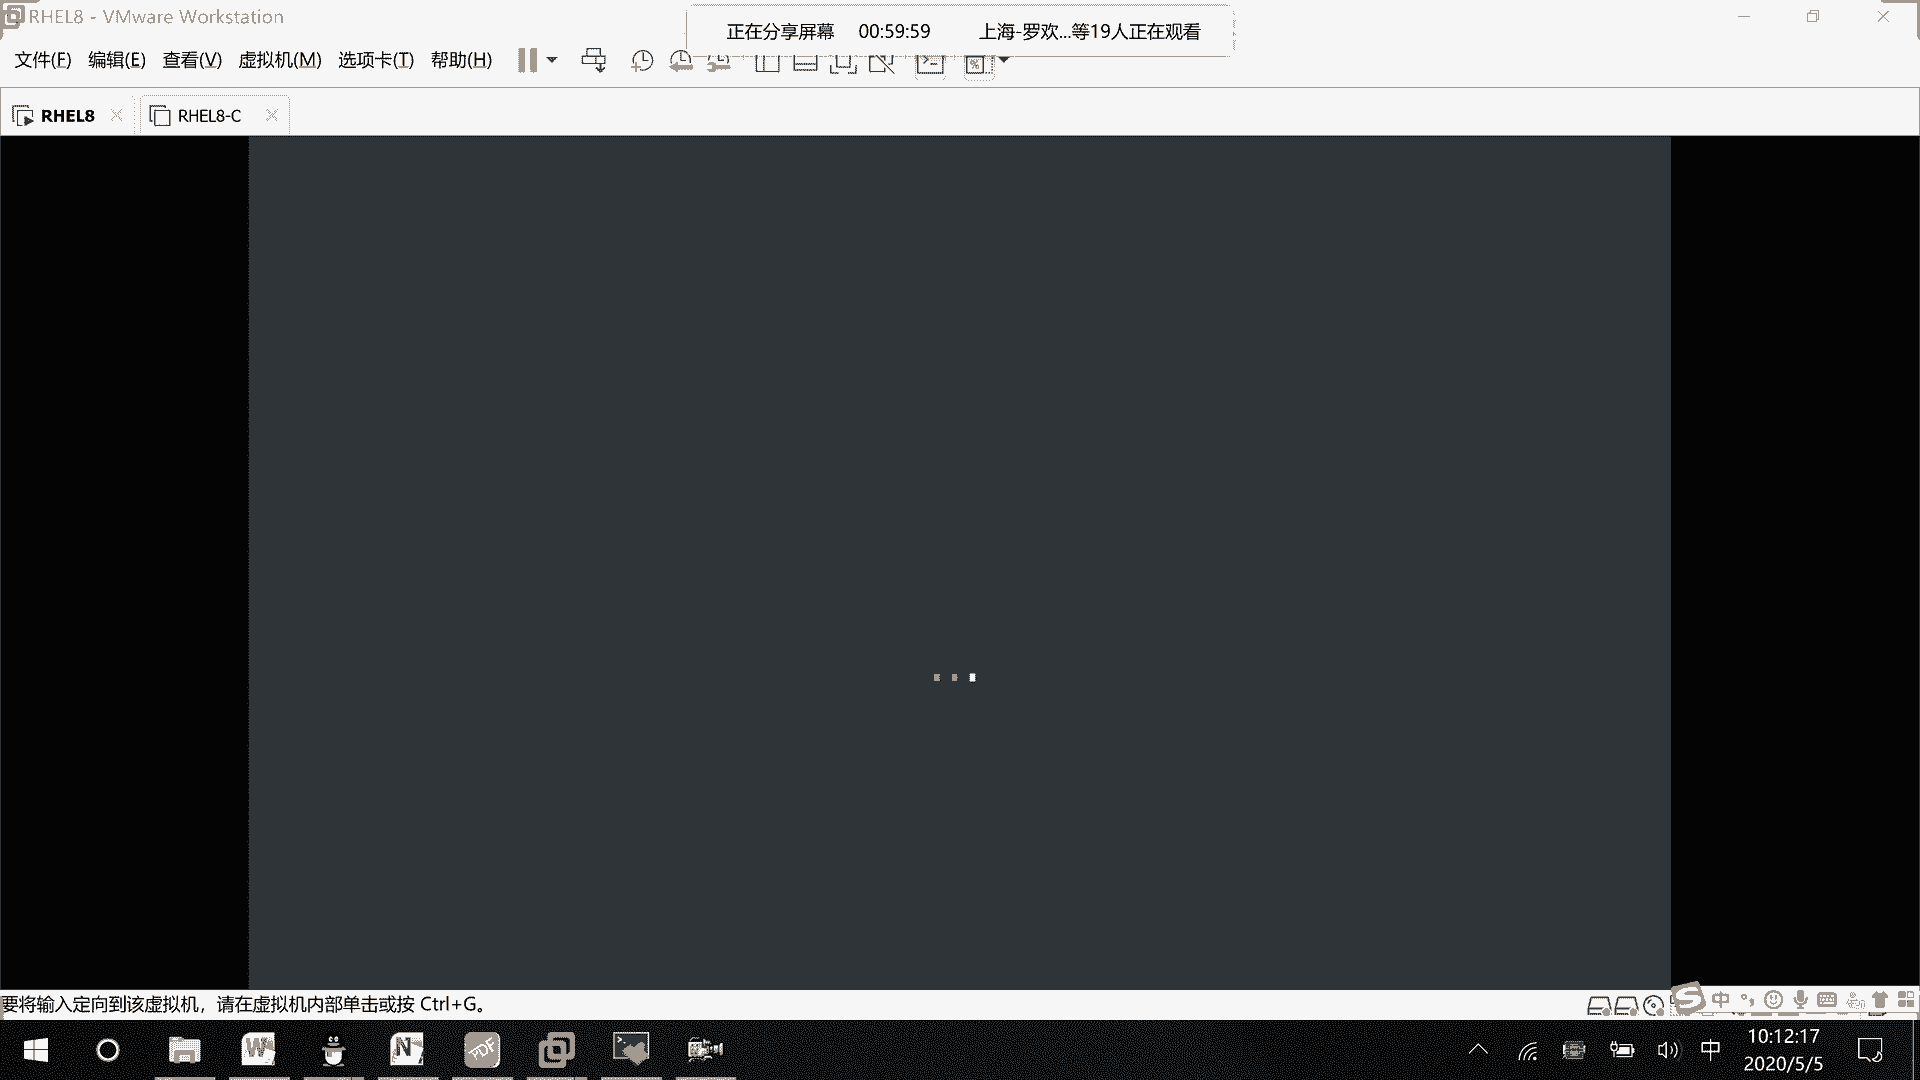 RHEL8 - VMware Workstation
正在分享屏幕 00:59:59 上海-罗欢...等19人正在观看
文件(F) 编辑(E) 查看(V) 虚拟机(M) 选项卡(T) 帮助(H)
RHEL8
RHEL8-C
要将输入定向到该虚拟机，请在虚拟机内部单击或按 Ctrl+G。
中
W
N
PDF
中
10:12:17
2020/5/5